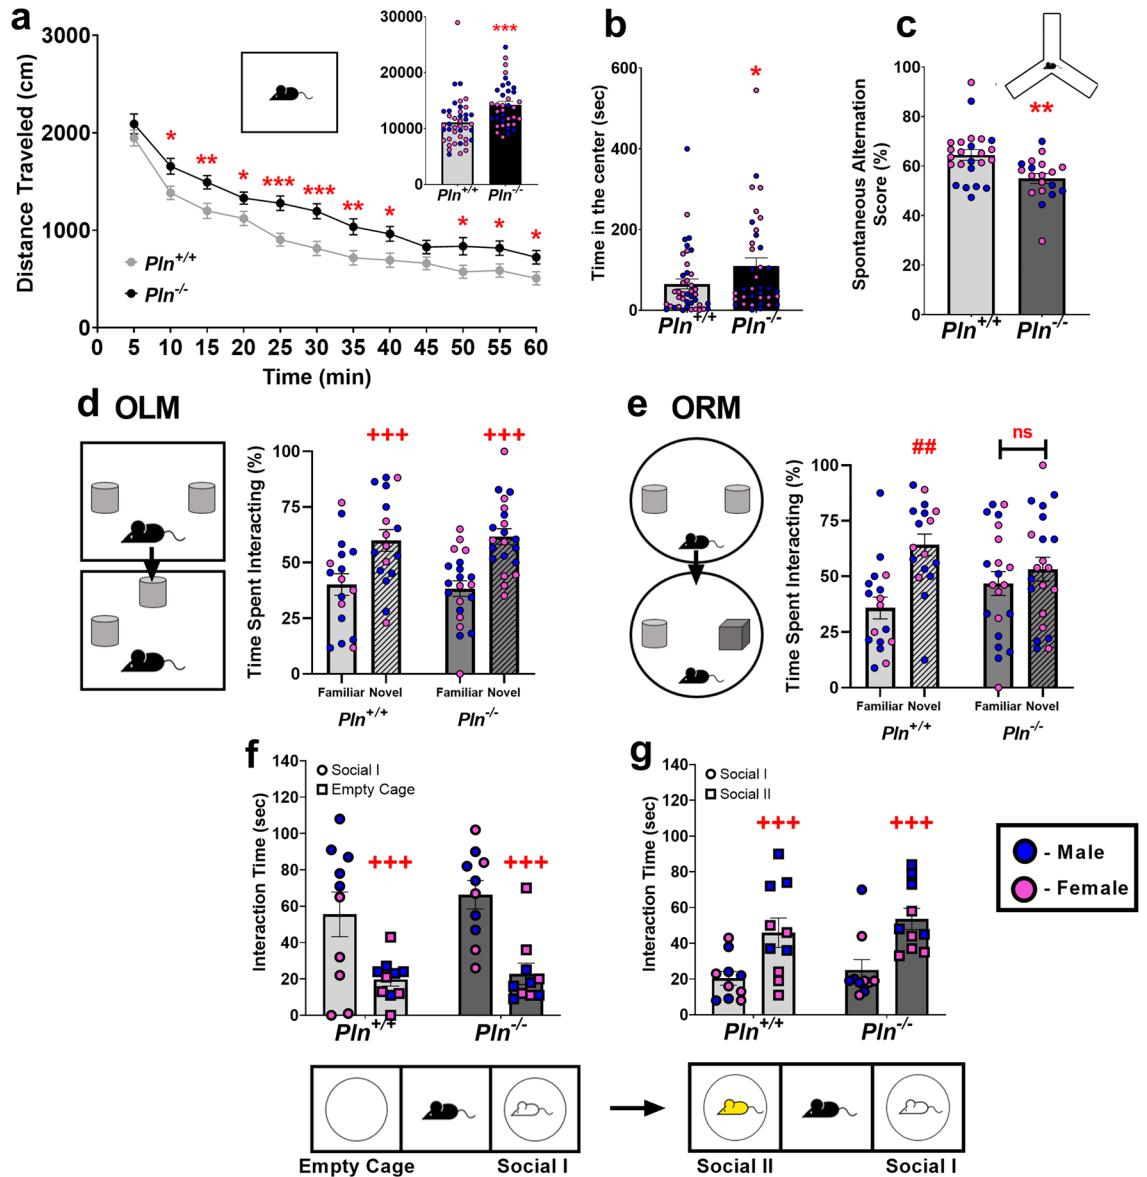 a
Distance Traveled (cm)
3000
2000
1000
0
0 5 10 15 20 25 30 35 40 45 50 55 60
Time (min)
* ** * *** *** ** * * * *
Pln+/+
Pln-/-
30000
20000
10000
0
***
Pln+/+ Pln-/-
b
Time in the center (sec)
600
400
200
0
*
Pln+/+ Pln-/-
c
Spontaneous Alternation
Score (%)
100
80
60
40
20
0
**
Pln+/+ Pln-/-
d OLM
Time Spent Interacting (%)
100
75
50
25
0
+++ +++
Familiar Novel Familiar Novel
Pln+/+ Pln-/-
e ORM
Time Spent Interacting (%)
100
75
50
25
0
## ns
Familiar Novel Familiar Novel
Pln+/+ Pln-/-
f
Interaction Time (sec)
140
120
100
80
60
40
20
0
Social I
Empty Cage
+++ +++
Pln+/+ Pln-/-
g
Interaction Time (sec)
140
120
100
80
60
40
20
0
Social I
Social II
+++ +++
Pln+/+ Pln-/-
- Male
- Female
Empty Cage Social I
Social II Social I